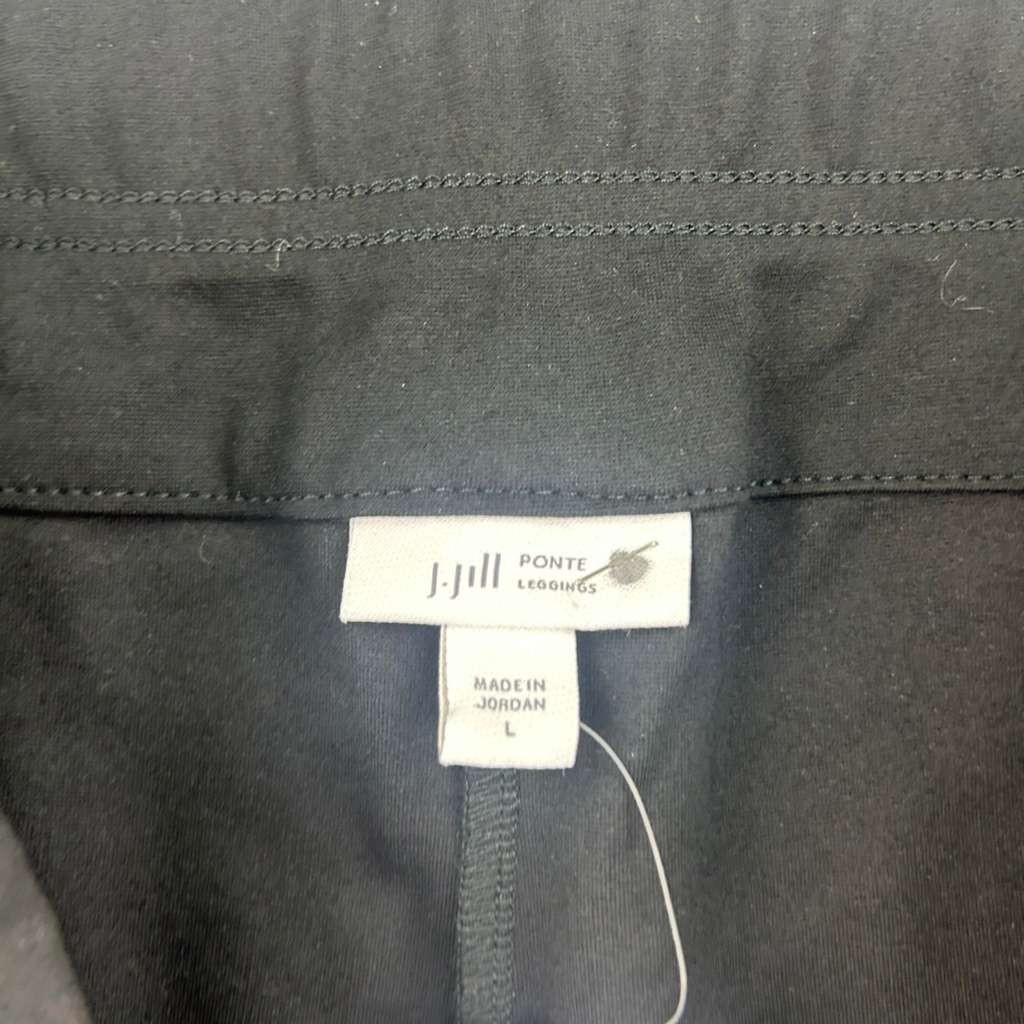 J.Jill PONTE
LEGGINGS
MADE IN
JORDAN
L